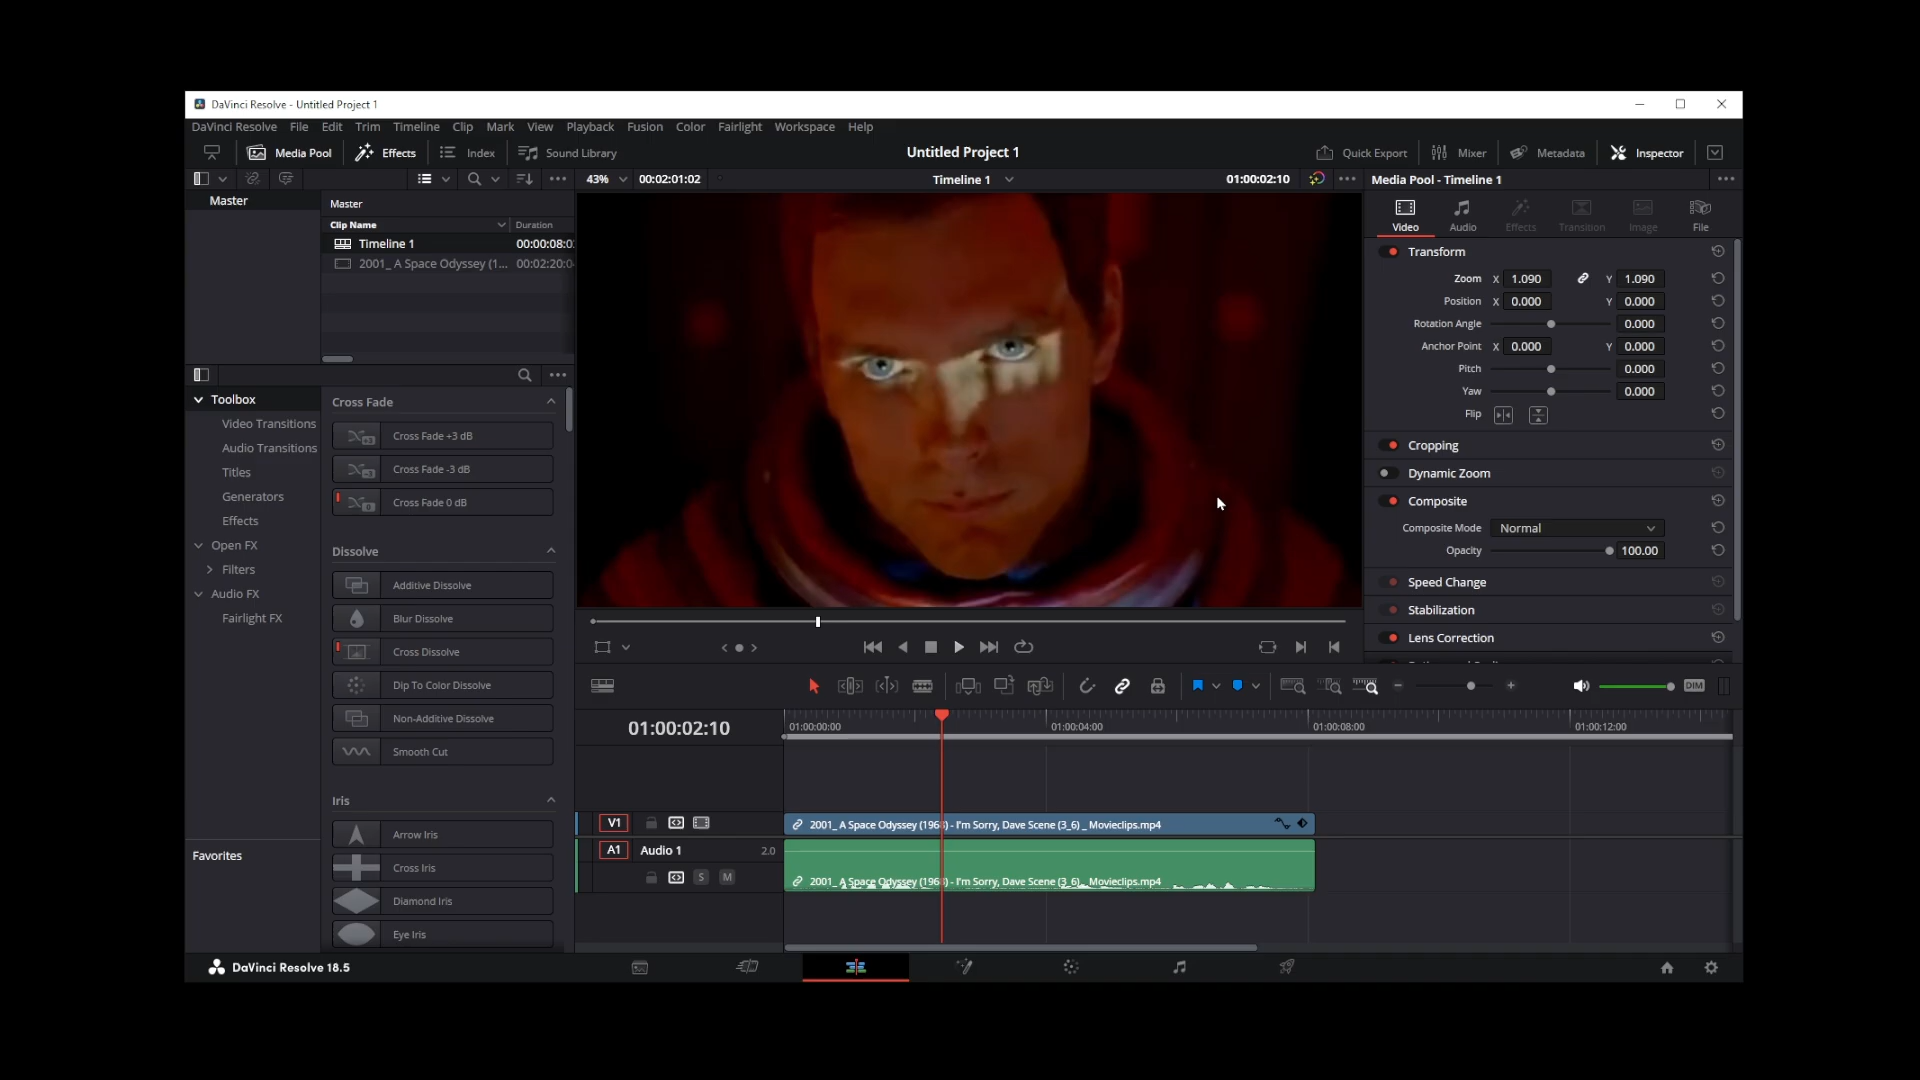 DaVinci Resolve - Untitled Project 1
DaVinci Resolve File Edit Trim Timeline Clip Mark View Playback Fusion Color Fairlight Workspace Help
Media Pool Effects Index Sound Library Untitled Project 1 Quick Export Mixer Metadata Inspector
43% 00:02:01:02 Timeline 1 01:00:02:10 Media Pool - Timeline 1
Master
Master
Clip Name Duration
Timeline 1 00:00:08:0
2001_ A Space Odyssey (1... 00:02:20:0
Video Audio Effects Transition Image File
Transform
Zoom X 1.090 Y 1.090
Position X 0.000 Y 0.000
Rotation Angle 0.000
Anchor Point X 0.000 Y 0.000
Pitch 0.000
Yaw 0.000
Flip
Cropping
Dynamic Zoom
Composite
Composite Mode Normal
Opacity 100.00
Speed Change
Stabilization
Lens Correction
Toolbox
Video Transitions
Audio Transitions
Titles
Generators
Effects
Open FX
Filters
Audio FX
Fairlight FX
Favorites
Cross Fade
Cross Fade +3 dB
Cross Fade -3 dB
Cross Fade 0 dB
Dissolve
Additive Dissolve
Blur Dissolve
Cross Dissolve
Dip To Color Dissolve
Non-Additive Dissolve
Smooth Cut
Iris
Arrow Iris
Cross Iris
Diamond Iris
Eye Iris
DIM
01:00:02:10 01:00:00:00 01:00:04:00 01:00:08:00 01:00:12:00
V1 2001_ A Space Odyssey (196 ) - I'm Sorry, Dave Scene (3_6) _ Movieclips.mp4
A1 Audio 1 2.0
S M 2001_ A Space Odyssey (196 ) - I'm Sorry, Dave Scene (3_6)_ Movieclips.mp4
DaVinci Resolve 18.5